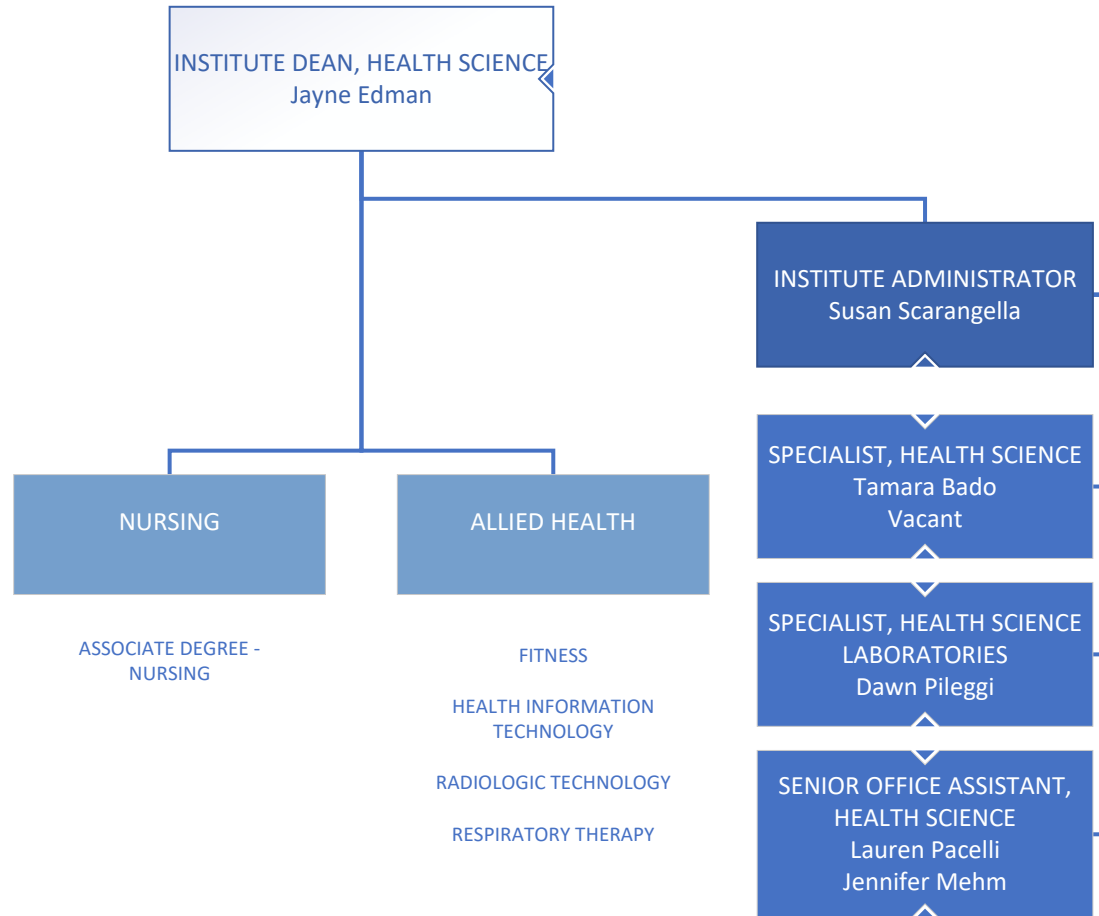 INSTITUTE DEAN, HEALTH SCIENCE
Jayne Edman
INSTITUTE ADMINISTRATOR
Susan Scarangella
SPECIALIST, HEALTH SCIENCE
Tamara Bado
Vacant
SPECIALIST, HEALTH SCIENCE
LABORATORIES
Dawn Pileggi
SENIOR OFFICE ASSISTANT,
HEALTH SCIENCE
Lauren Pacelli
Jennifer Mehm
NURSING
ASSOCIATE DEGREE -
NURSING
ALLIED HEALTH
FITNESS
HEALTH INFORMATION
TECHNOLOGY
RADIOLOGIC TECHNOLOGY
RESPIRATORY THERAPY